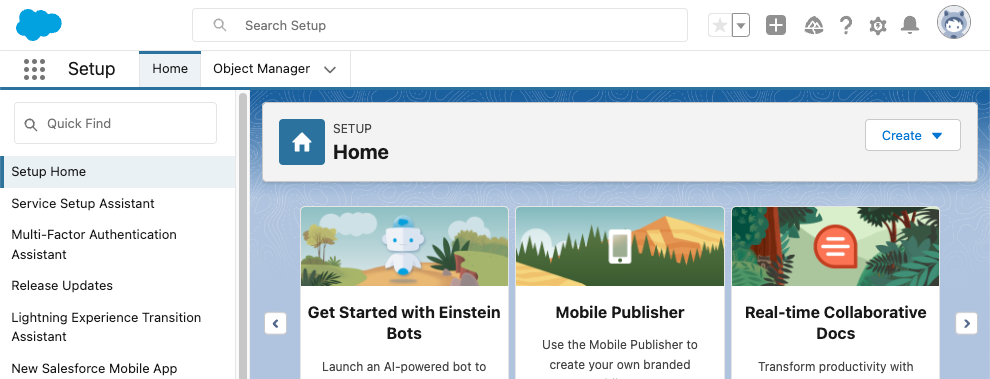 Search Setup
Setup
Home
Object Manager
Quick Find
Setup Home
Service Setup Assistant
Multi-Factor Authentication
Assistant
Release Updates
Lightning Experience Transition
Assistant
New Salesforce Mobile App
SETUP
Home
Create
Get Started with Einstein
Bots
Launch an AI-powered bot to
Mobile Publisher
Use the Mobile Publisher to
create your own branded
Real-time Collaborative
Docs
Transform productivity with